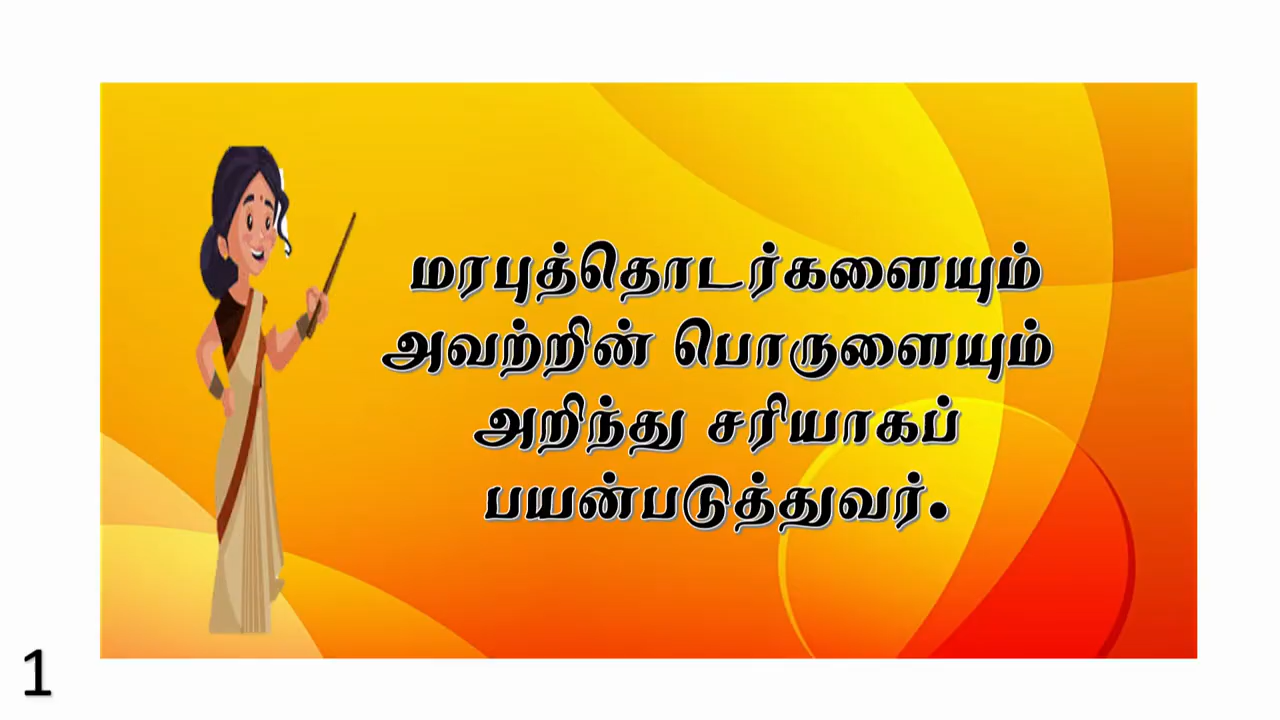 மரபுத்தொடர்களையும்
அவற்றின் பொருளையும்
அறிந்து சரியாகப்
பயன்படுத்துவர்.
1